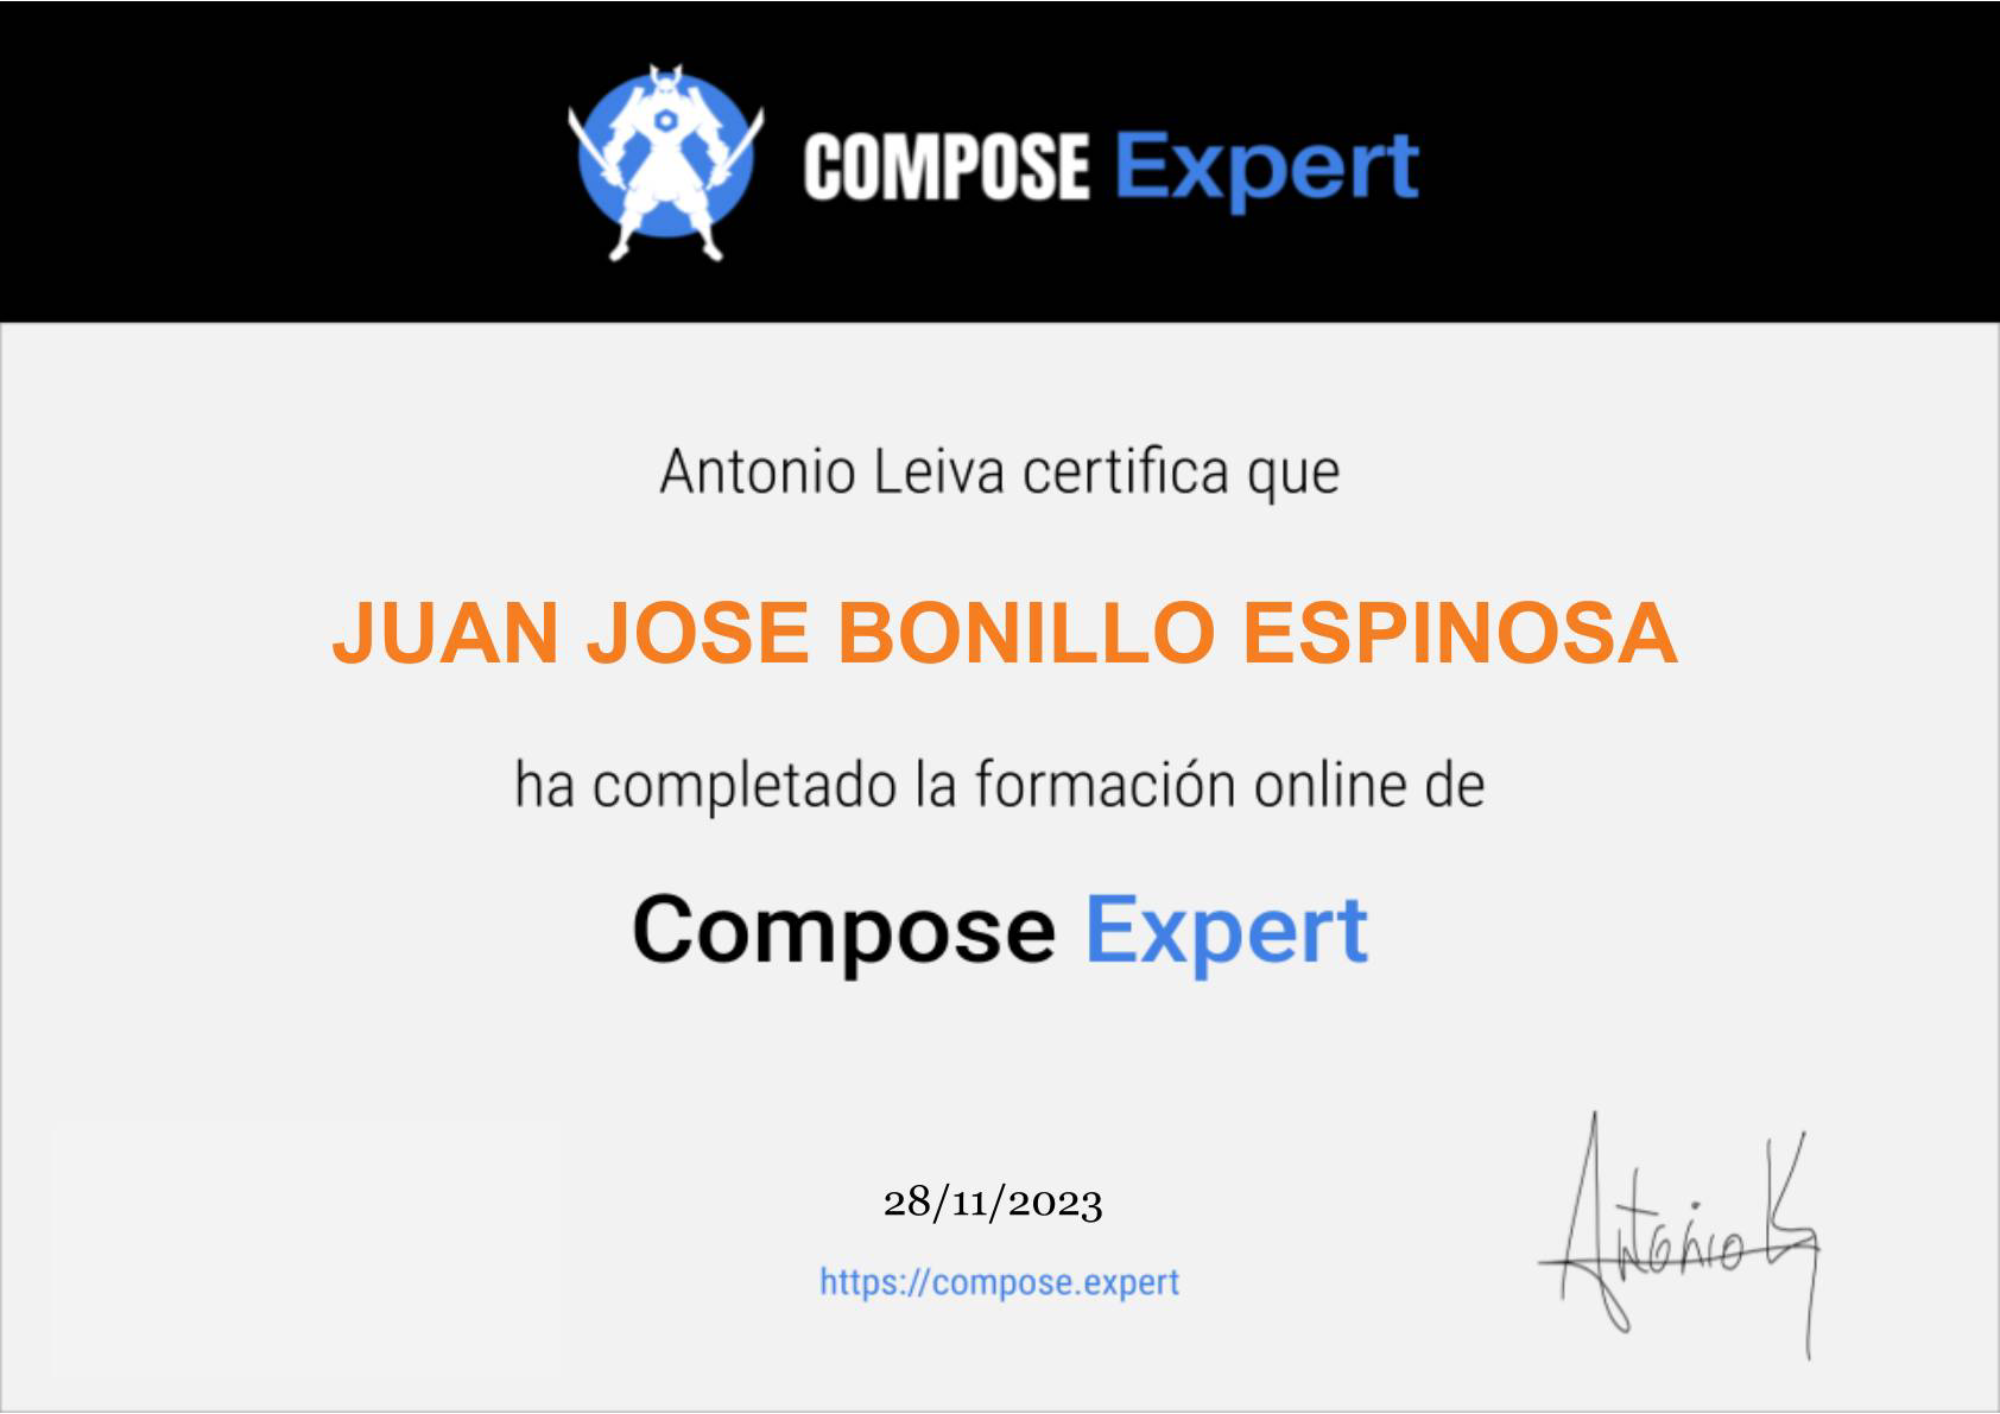 COMPOSE Expert
Antonio Leiva certifica que
JUAN JOSE BONILLO ESPINOSA
ha completado la formación online de
Compose Expert
28/11/2023
https://compose.expert
Antonio